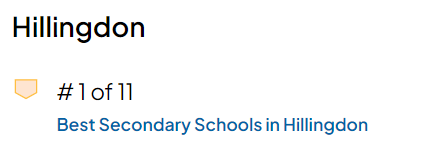 Hillingdon
# 1 of 11
Best Secondary Schools in Hillingdon